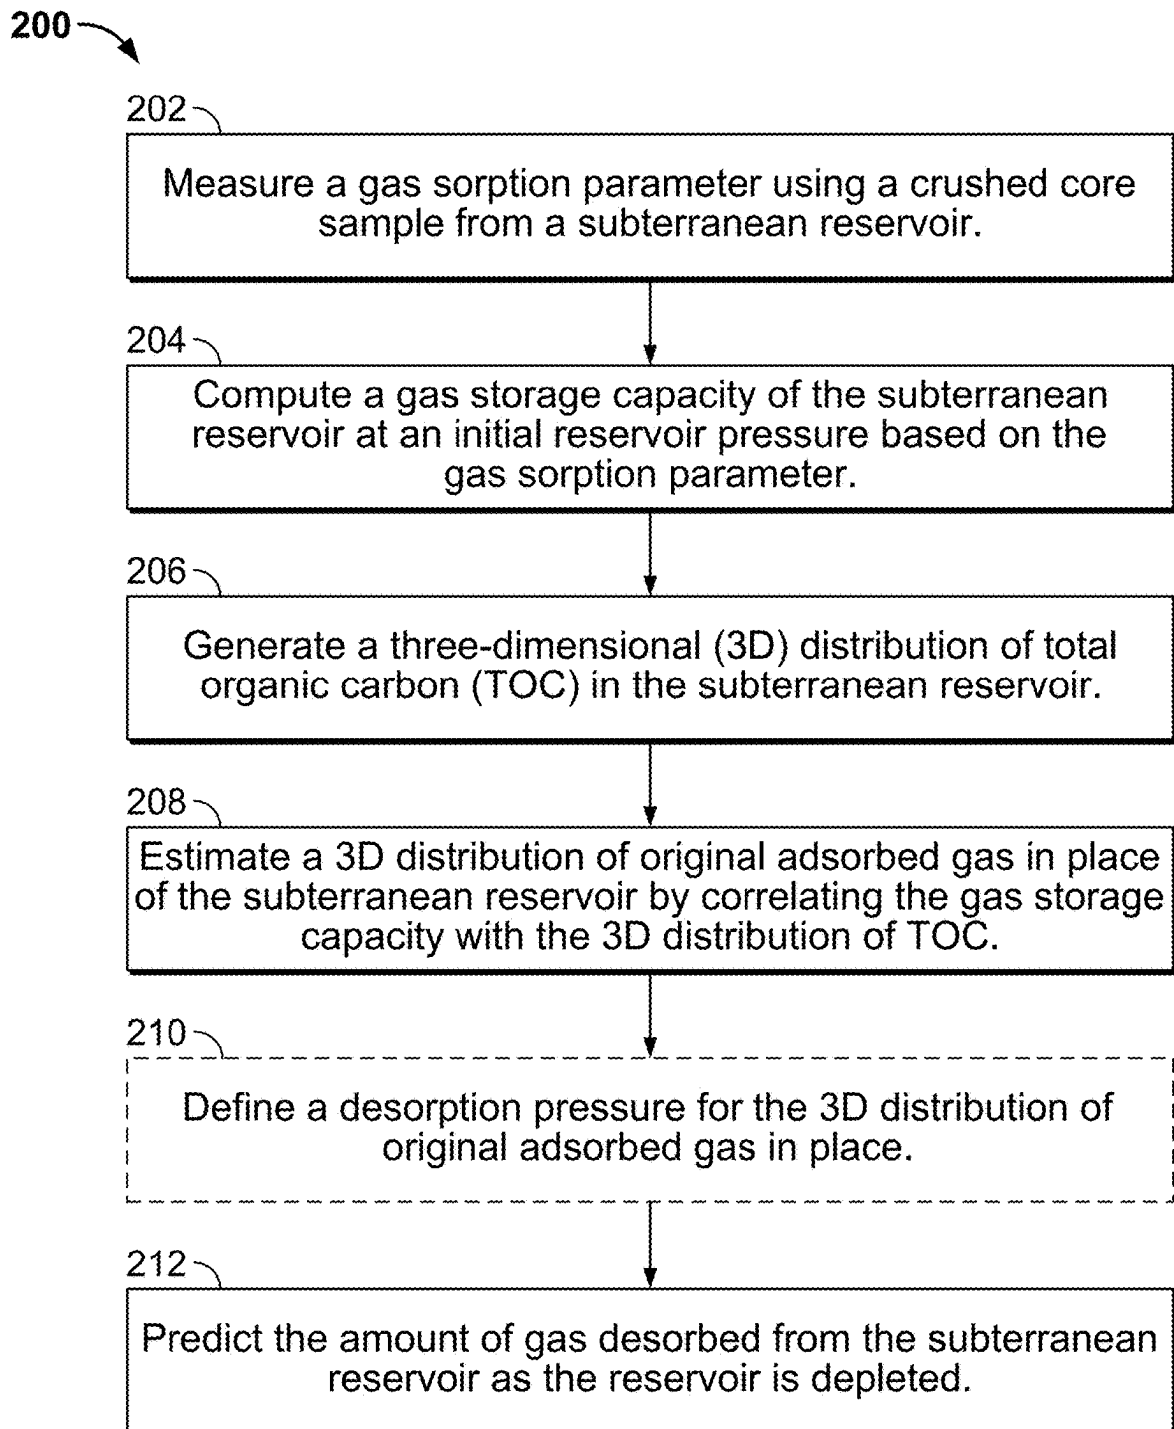 200
202
Measure a gas sorption parameter using a crushed core
sample from a subterranean reservoir.
204
Compute a gas storage capacity of the subterranean
reservoir at an initial reservoir pressure based on the
gas sorption parameter.
206
Generate a three-dimensional (3D) distribution of total
organic carbon (TOC) in the subterranean reservoir.
208
Estimate a 3D distribution of original adsorbed gas in place
of the subterranean reservoir by correlating the gas storage
capacity with the 3D distribution of TOC.
210
Define a desorption pressure for the 3D distribution of
original adsorbed gas in place.
212
Predict the amount of gas desorbed from the subterranean
reservoir as the reservoir is depleted.